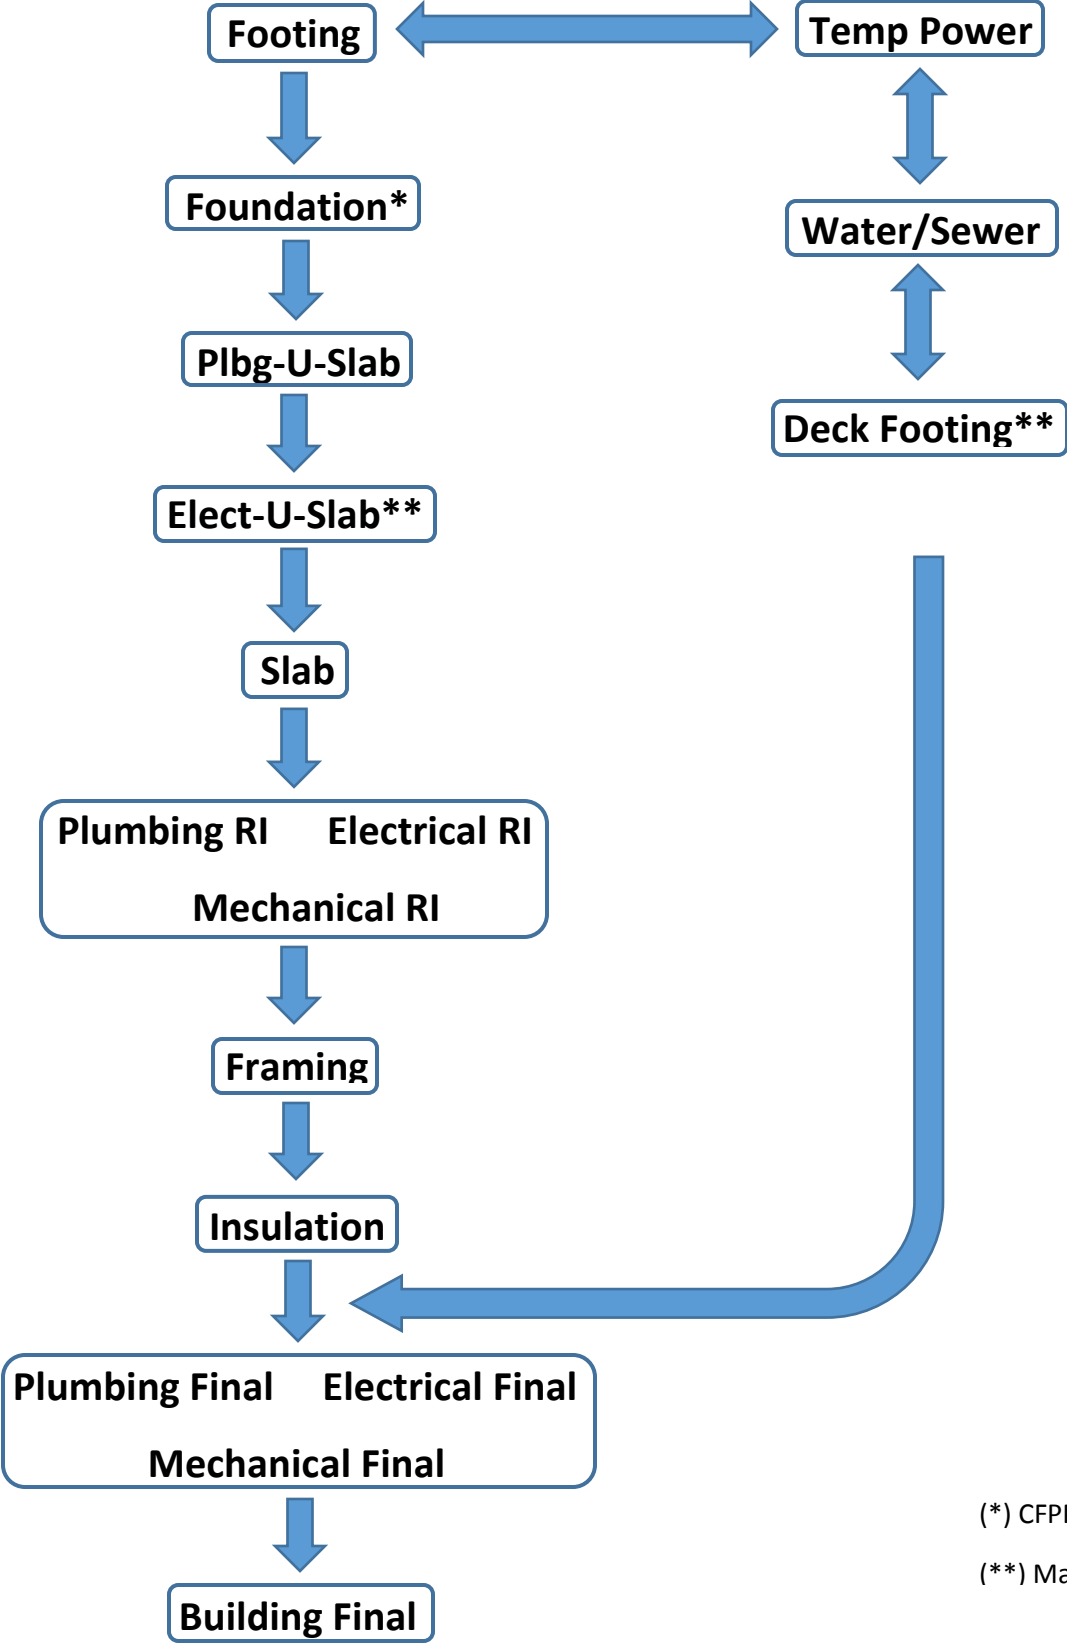 Footing
Temp Power
Foundation*
Water/Sewer
Plbg-U-Slab
Deck Footing**
Elect-U-Slab**
Slab
Plumbing RI Electrical RI
Mechanical RI
Framing
Insulation
Plumbing Final Electrical Final
Mechanical Final
(*)
(**)
Building Final